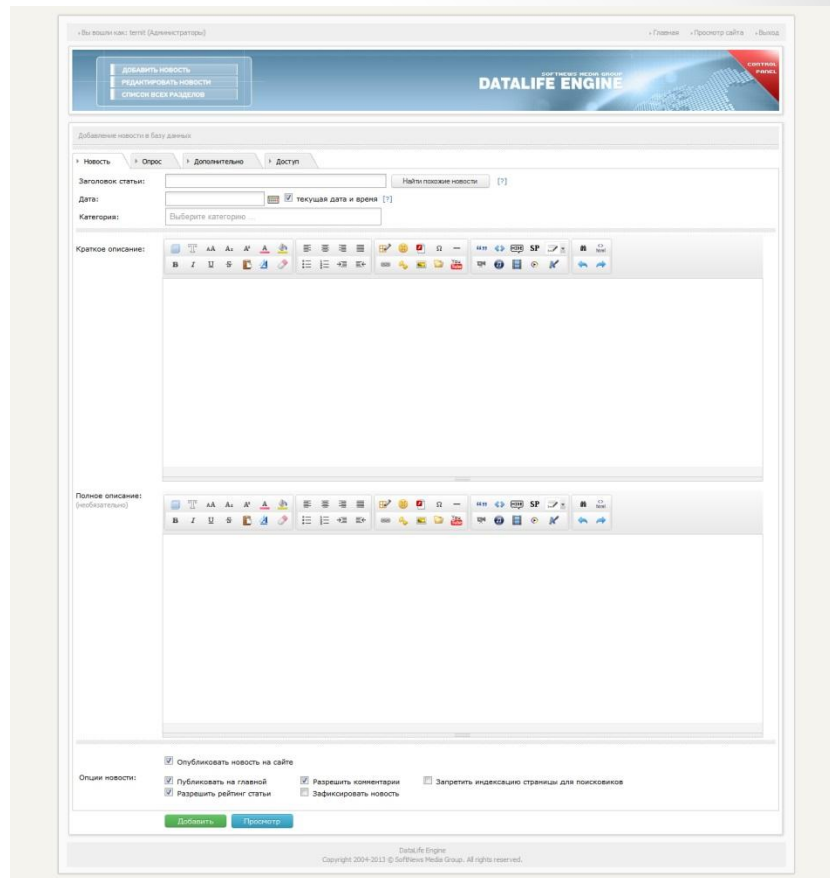 Вы вошли как: ternit (Администраторы)
Главная Просмотр сайта Выход
ДОБАВИТЬ НОВОСТЬ
РЕДАКТИРОВАТЬ НОВОСТИ
СПИСОК ВСЕХ РАЗДЕЛОВ
SOFTNEWS MEDIA GROUP
DATALIFE ENGINE
CONTROL
PANEL
Добавление новости в базу данных
Новость Опрос Дополнительно Доступ
Заголовок статьи: Найти похожие новости [?]
Дата: текущая дата и время [?]
Категория: Выберите категорию ...
Краткое описание:
Полное описание:
(необязательно)
Опубликовать новость на сайте
Опции новости:
Публиковать на главной Разрешить комментарии Запретить индексацию страницы для поисковиков
Разрешить рейтинг статьи Зафиксировать новость
Добавить Просмотр
DataLife Engine
Copyright 2004-2013 © SoftNews Media Group. All rights reserved.